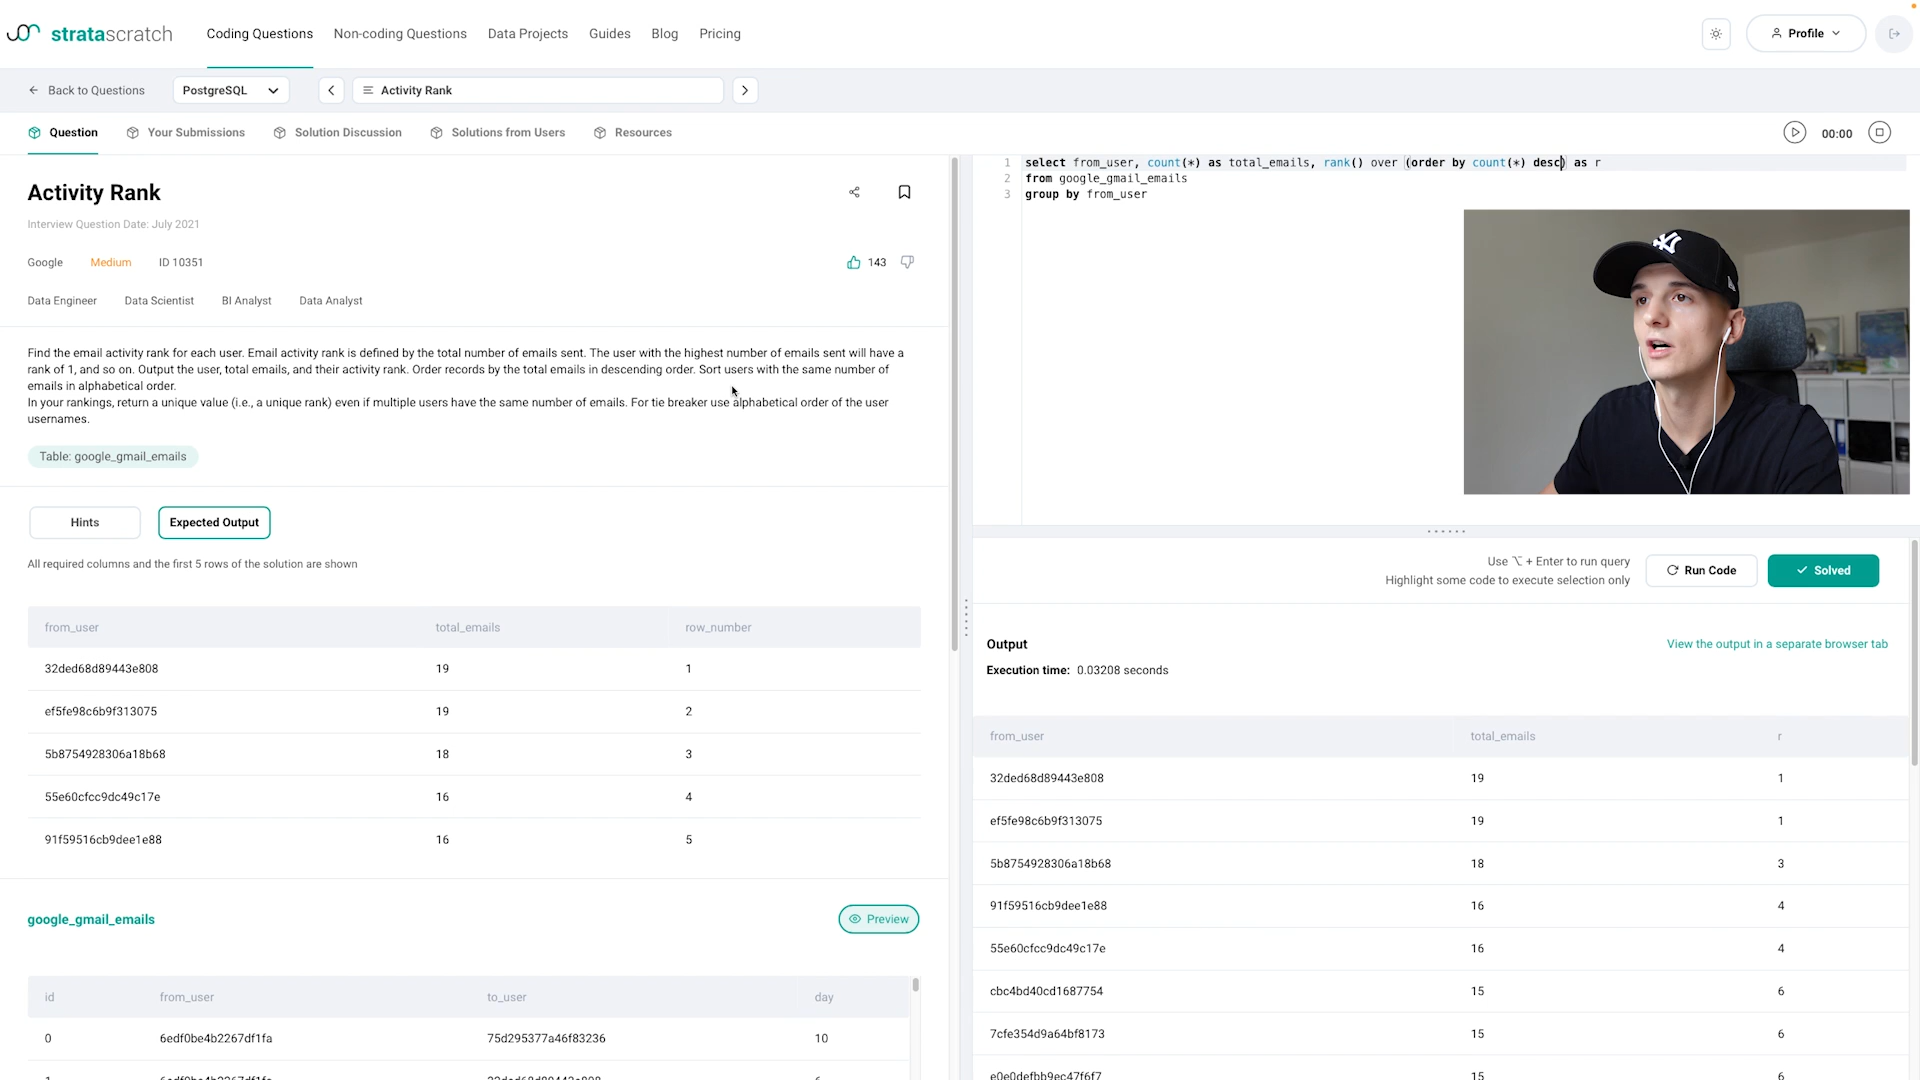 stratascratch
Coding Questions
Non-coding Questions
Data Projects
Guides
Blog
Pricing
Profile
Back to Questions
PostgreSQL
Activity Rank
Question
Your Submissions
Solution Discussion
Solutions from Users
Resources
00:00
Activity Rank
Interview Question Date: July 2021
Google
Medium
ID 10351
143
Data Engineer
Data Scientist
BI Analyst
Data Analyst
Find the email activity rank for each user. Email activity rank is defined by the total number of emails sent. The user with the highest number of emails sent will have a
rank of 1, and so on. Output the user, total emails, and their activity rank. Order records by the total emails in descending order. Sort users with the same number of
emails in alphabetical order.
In your rankings, return a unique value (i.e., a unique rank) even if multiple users have the same number of emails. For tie breaker use alphabetical order of the user
usernames.
Table: google_gmail_emails
Hints
Expected Output
All required columns and the first 5 rows of the solution are shown
from_user total_emails row_number
32ded68d89443e808 19 1
ef5fe98c6b9f313075 19 2
5b8754928306a18b68 18 3
55e60cfcc9dc49c17e 16 4
91f59516cb9dee1e88 16 5
google_gmail_emails
Preview
id from_user to_user day
0 6edf0be4b2267df1fa 75d295377a46f83236 10
1 select from_user, count(*) as total_emails, rank() over (order by count(*) desc) as r
2 from google_gmail_emails
3 group by from_user
Use ⌥ + Enter to run query
Highlight some code to execute selection only
Run Code
Solved
Output
View the output in a separate browser tab
Execution time: 0.03208 seconds
from_user total_emails r
32ded68d89443e808 19 1
ef5fe98c6b9f313075 19 1
5b8754928306a18b68 18 3
91f59516cb9dee1e88 16 4
55e60cfcc9dc49c17e 16 4
cbc4bd40cd1687754 15 6
7cfe354d9a64bf8173 15 6
e0e0defbb9ec47f6f7 15 6